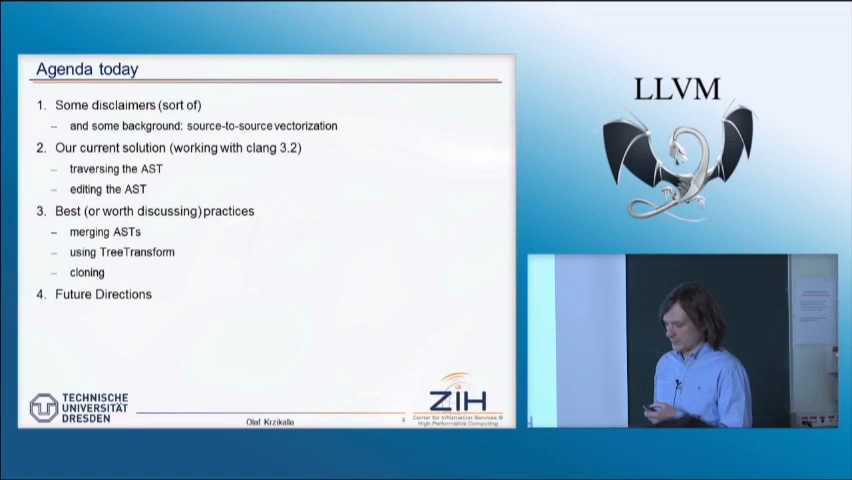 Agenda today
1. Some disclaimers (sort of)
– and some background: source-to-source vectorization
2. Our current solution (working with clang 3.2)
– traversing the AST
– editing the AST
3. Best (or worth discussing) practices
– merging ASTs
– using TreeTransform
– cloning
4. Future Directions
TECHNISCHE
UNIVERSITÄT
DRESDEN
Olaf Krzikalla
ZIH
Center for Information Services &
High Performance Computing
LLVM